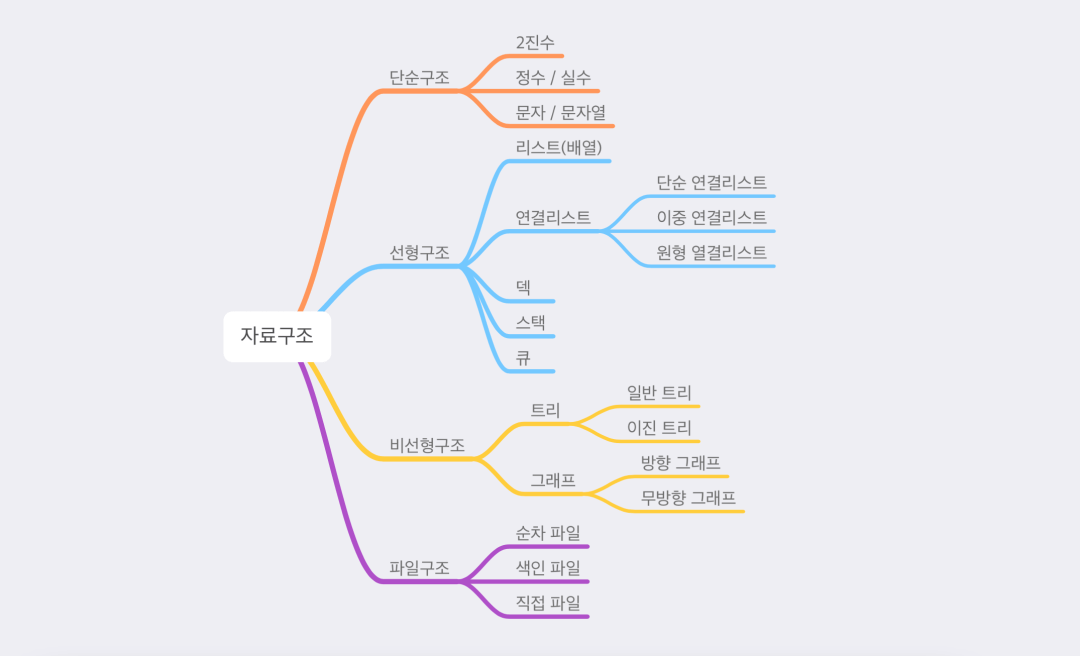 2진수
단순구조
정수 / 실수
문자 / 문자열
리스트(배열)
단순 연결리스트
연결리스트
이중 연결리스트
선형구조
원형 열결리스트
덱
스택
자료구조
큐
일반 트리
트리
이진 트리
비선형구조
방향 그래프
그래프
무방향 그래프
순차 파일
파일구조
색인 파일
직접 파일